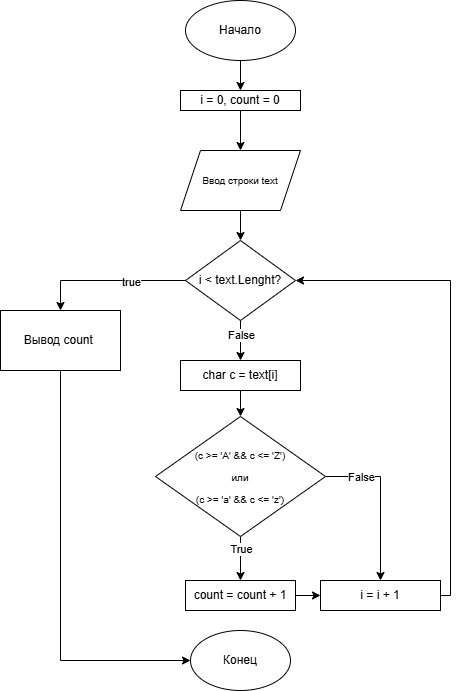 Начало
i = 0, count = 0
Ввод строки text
i < text.Lenght?
true
Вывод count
False
char c = text[i]
(c >= 'A' && c <= 'Z')
или
(c >= 'a' && c <= 'z')
False
True
count = count + 1
i = i + 1
Конец